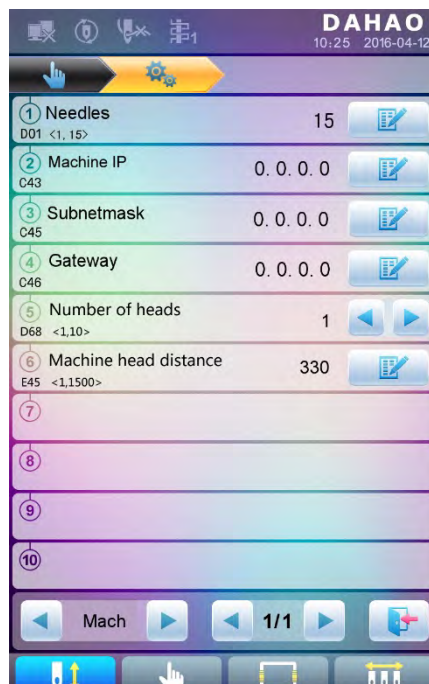 DAHAO
10:25 2016-04-12
1 Needles 15
D01 <1, 15>
2 Machine IP 0. 0. 0. 0
C43
3 Subnetmask 0. 0. 0. 0
C45
4 Gateway 0. 0. 0. 0
C46
5 Number of heads 1
D68 <1,10>
6 Machine head distance 330
E45 <1,1500>
7
8
9
10
Mach 1/1